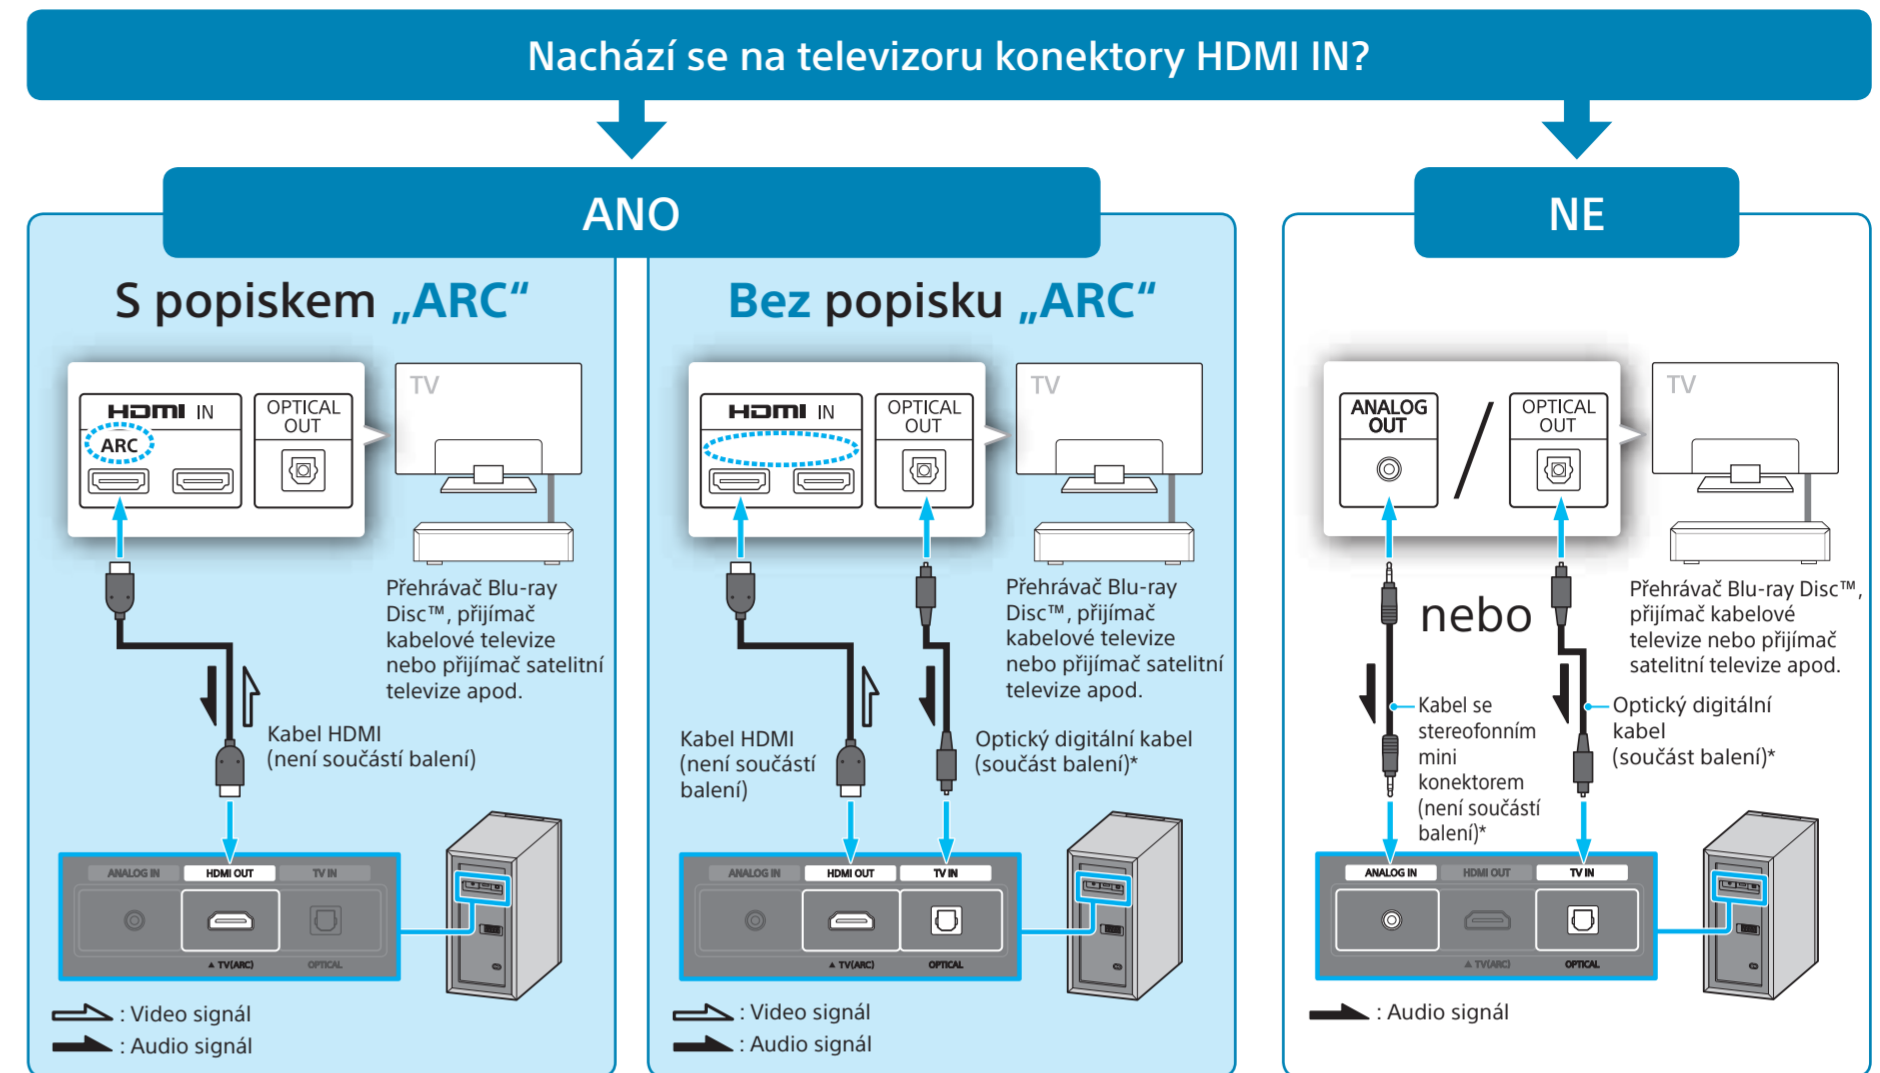 Nachází se na televizoru konektory HDMI IN?
ANO
NE
S popiskem „ARC“
HDMI IN
OPTICAL
OUT
ARC
TV
Přehrávač Blu-ray
Disc™, přijímač
kabelové televize
nebo přijímač satelitní
televize apod.
Kabel HDMI
(není součástí balení)
ANALOG IN
HDMI OUT
TV IN
▲ TV(ARC)
OPTICAL
: Video signál
: Audio signál
Bez popisku „ARC“
HDMI IN
OPTICAL
OUT
TV
Přehrávač Blu-ray
Disc™, přijímač
kabelové televize
nebo přijímač satelitní
televize apod.
Kabel HDMI
(není součástí
balení)
Optický digitální kabel
(součást balení)*
ANALOG IN
HDMI OUT
TV IN
▲ TV(ARC)
OPTICAL
: Video signál
: Audio signál
ANALOG
OUT
/
OPTICAL
OUT
TV
nebo
Přehrávač Blu-ray Disc™,
přijímač kabelové
televize nebo přijímač
satelitní televize apod.
Kabel se
stereofonním
mini
konektorem
(není součástí
balení)*
Optický digitální
kabel
(součást balení)*
ANALOG IN
HDMI OUT
TV IN
▲ TV(ARC)
OPTICAL
: Audio signál